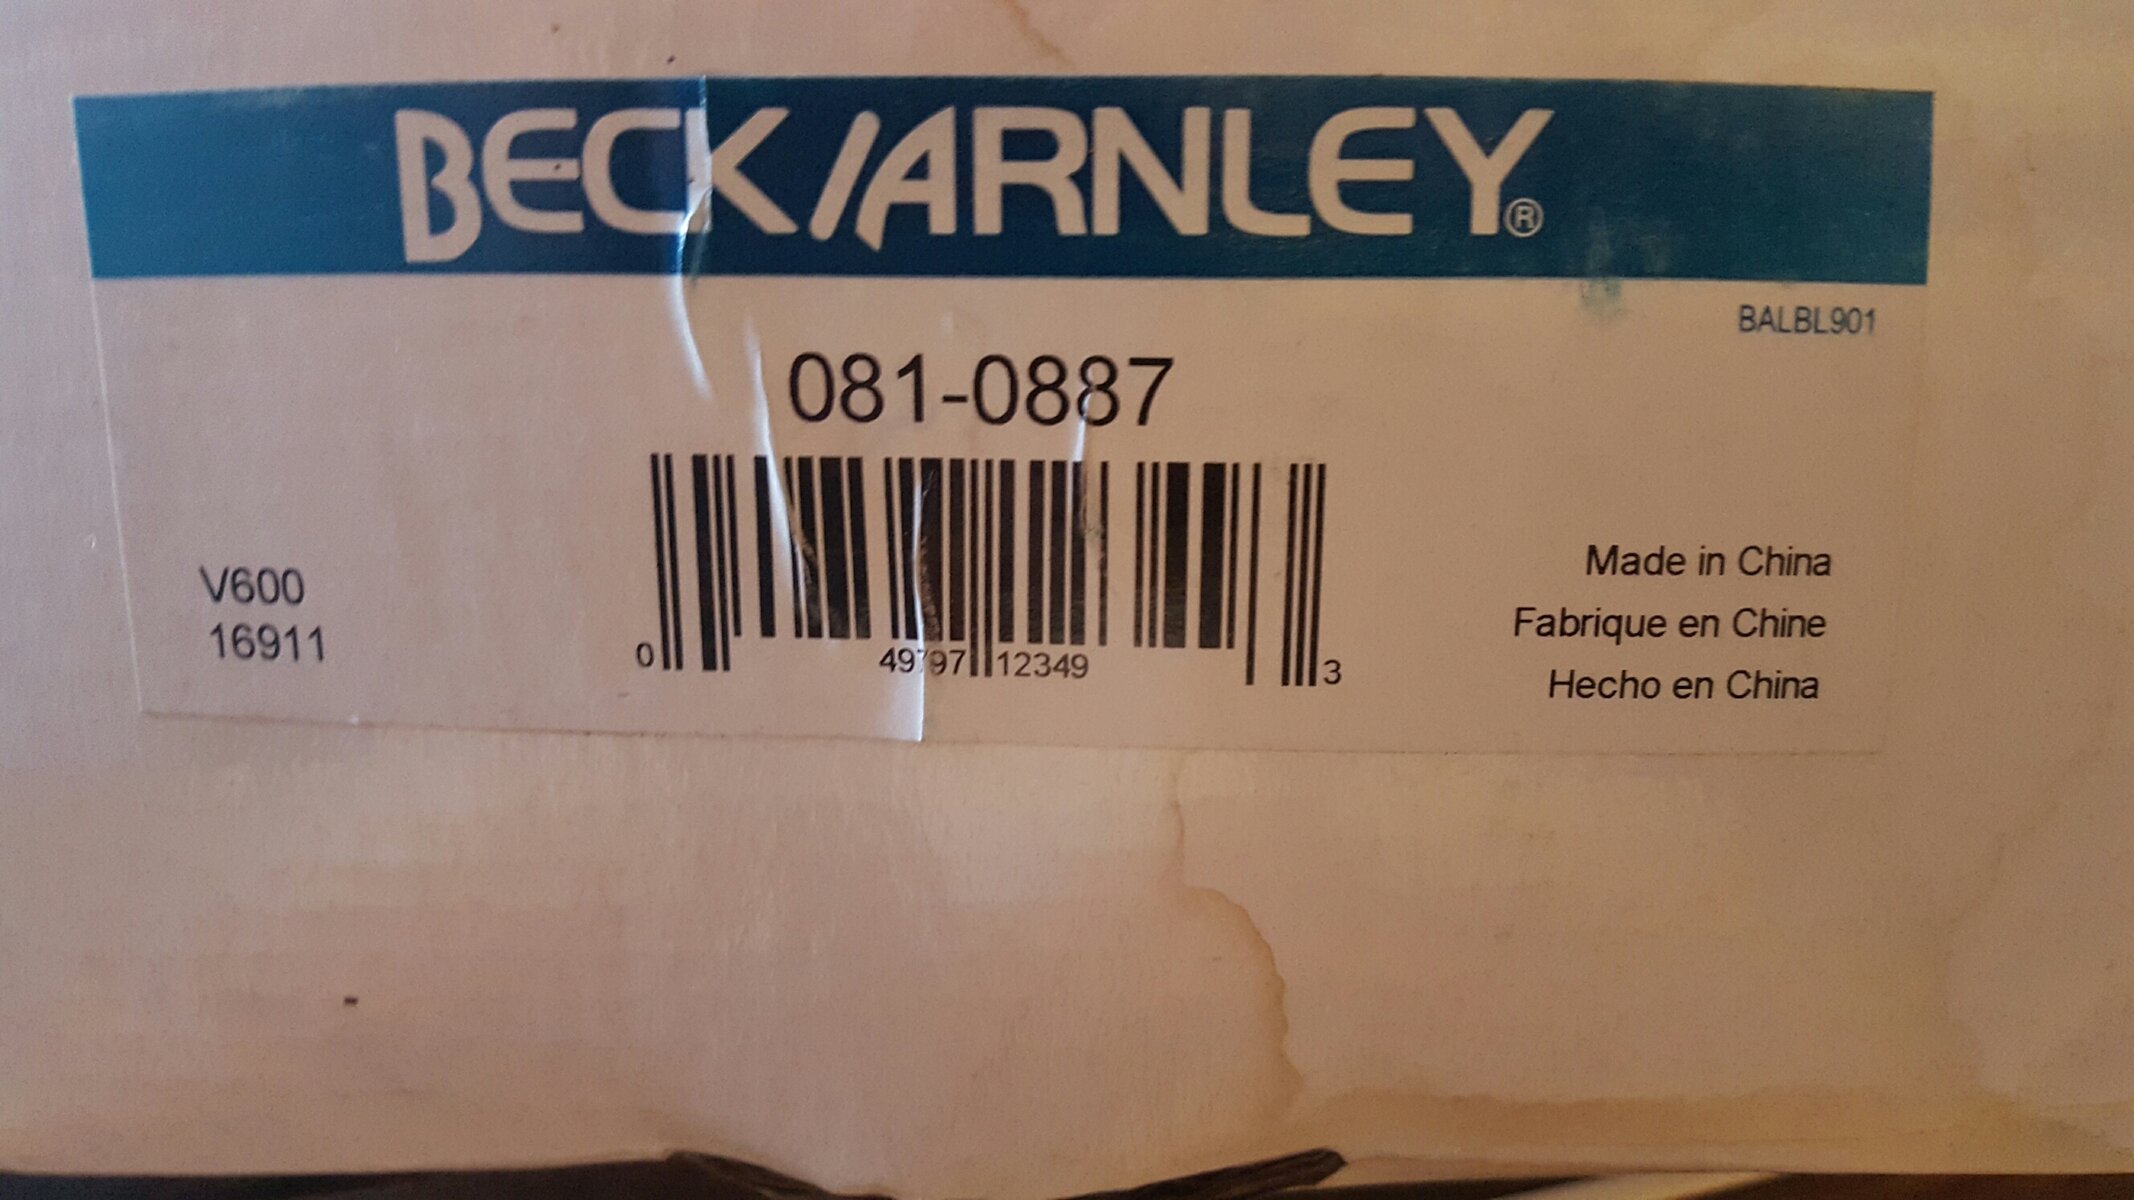 BECK/ARNLEY®
BALBL901
081-0887
V600
16911
0 49797 12349 3
Made in China
Fabrique en Chine
Hecho en China